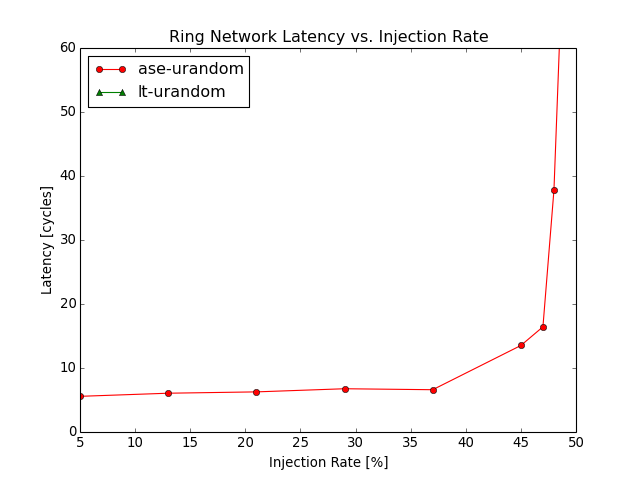 Ring Network Latency vs. Injection Rate
ase-urandom
lt-urandom
Latency [cycles]
60
50
40
30
20
10
0
5 10 15 20 25 30 35 40 45 50
Injection Rate [%]